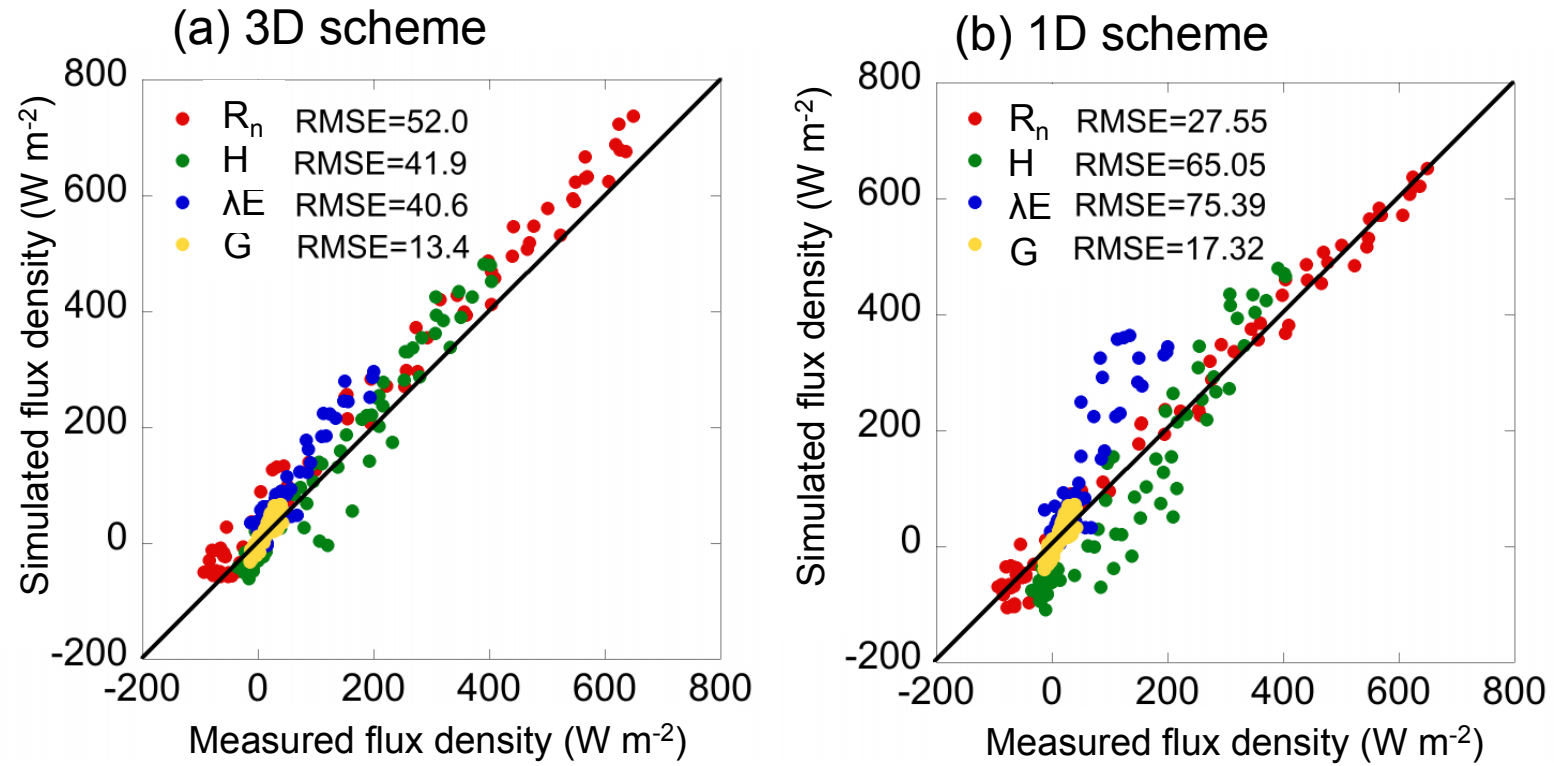 (a) 3D scheme
Simulated flux density (W m-2)
800
600
400
200
0
-200
Rn RMSE=52.0
H RMSE=41.9
λE RMSE=40.6
G RMSE=13.4
-200 0 200 400 600 800
Measured flux density (W m-2)
(b) 1D scheme
Simulated flux density (W m-2)
800
600
400
200
0
-200
Rn RMSE=27.55
H RMSE=65.05
λE RMSE=75.39
G RMSE=17.32
-200 0 200 400 600 800
Measured flux density (W m-2)